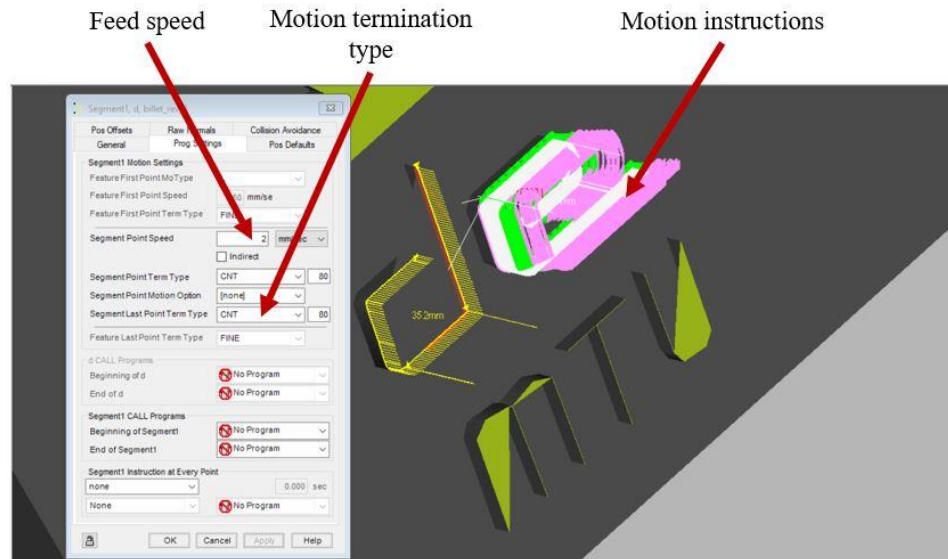 Feed speed
Motion termination
type
Motion instructions
Segment1, d, billet_re
Pos Offsets
Collision Avoidance
General
Pos Defaults
Segment1 Motion Settings
Feature First Point MoType
Feature First Point Speed mm/se
Feature First Point Term Type
Segment Point Speed 2
Indirect
Segment Point Term Type CNT 80
Segment Point Motion Option [none]
Segment Last Point Term Type CNT 80
Feature Last Point Term Type FINE
d CALL Programs
Beginning of d No Program
End of d No Program
Segment1 CALL Programs
Beginning of Segment1 No Program
End of Segment1 No Program
Segment1 Instruction at Every Point
none 0.000 sec
None No Program
OK Cancel Apply Help
35.2mm
MTU